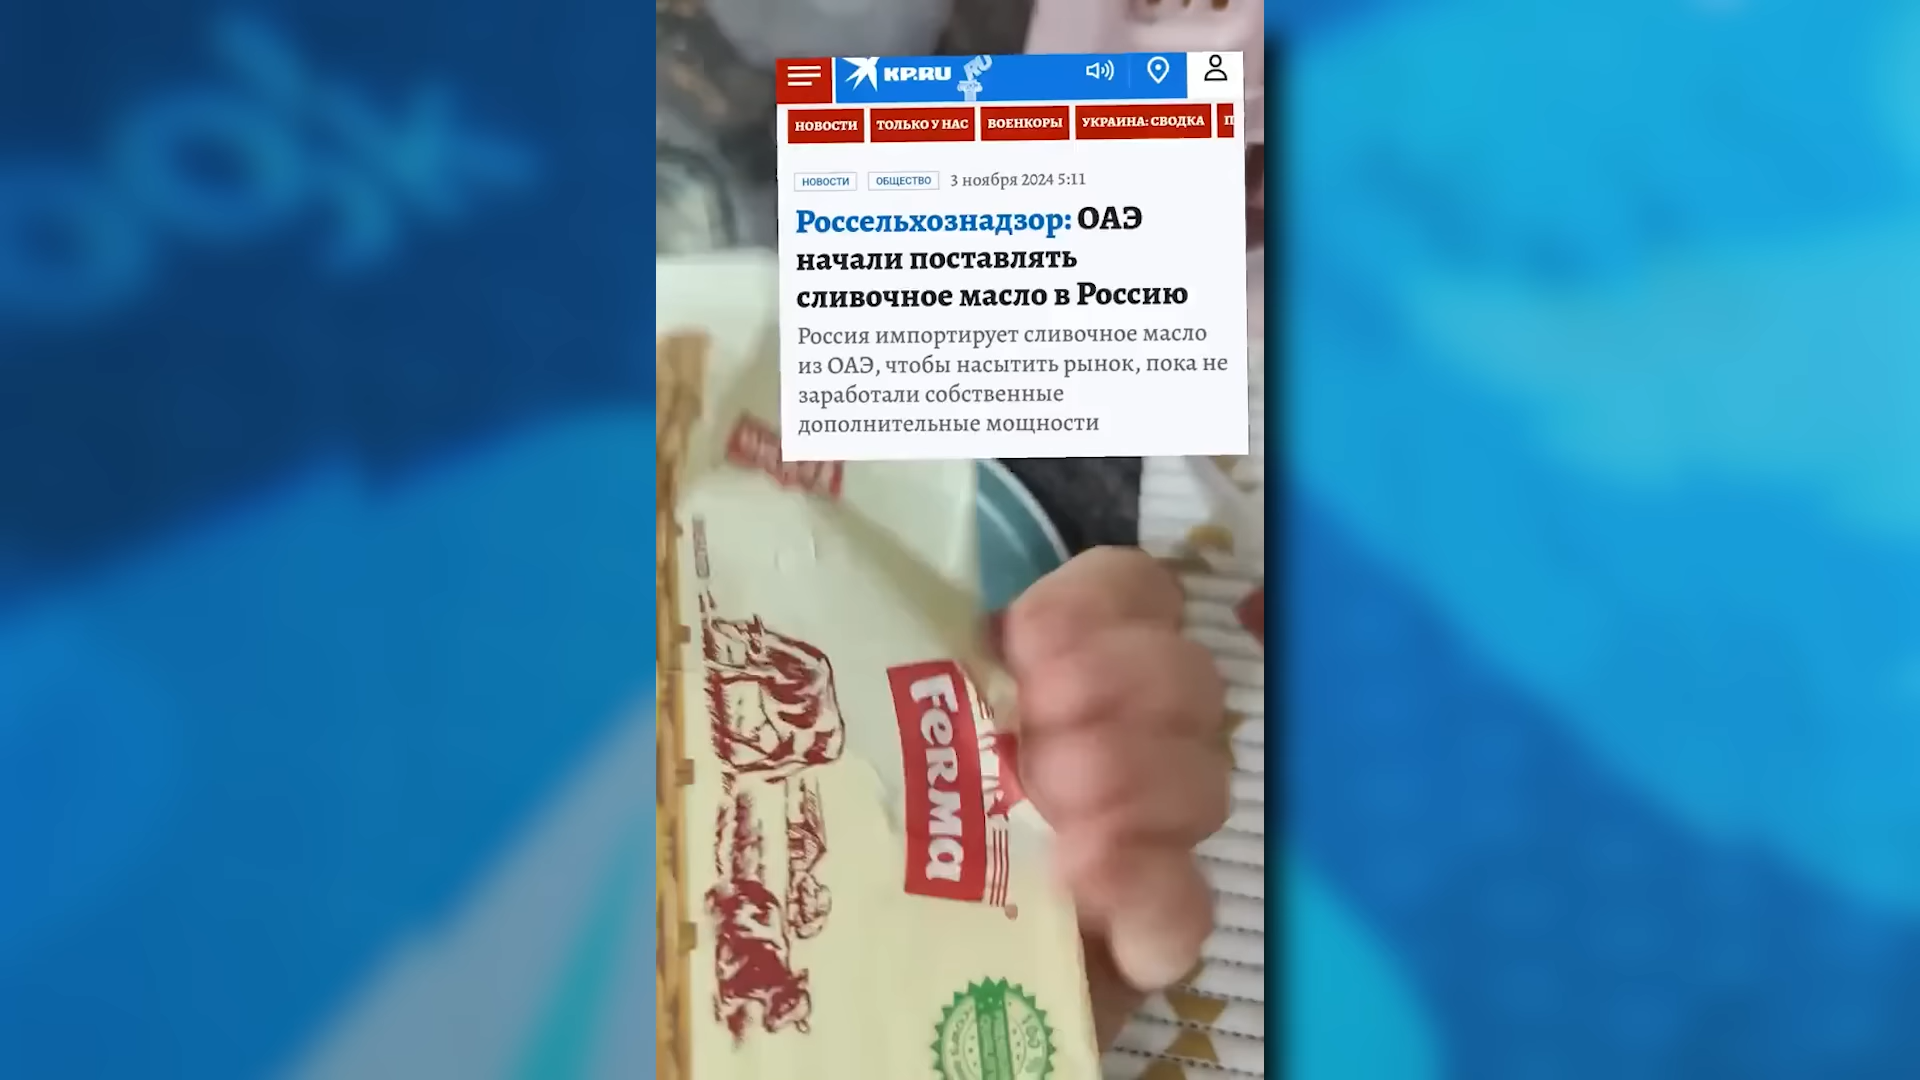 KP.RU
RU
НОВОСТИ ТОЛЬКО У НАС ВОЕНКОРЫ УКРАИНА: СВОДКА
НОВОСТИ ОБЩЕСТВО 3 ноября 2024 5:11
Россельхознадзор: ОАЭ
начали поставлять
сливочное масло в Россию
Россия импортирует сливочное масло
из ОАЭ, чтобы насытить рынок, пока не
заработали собственные
дополнительные мощности
FeRMa